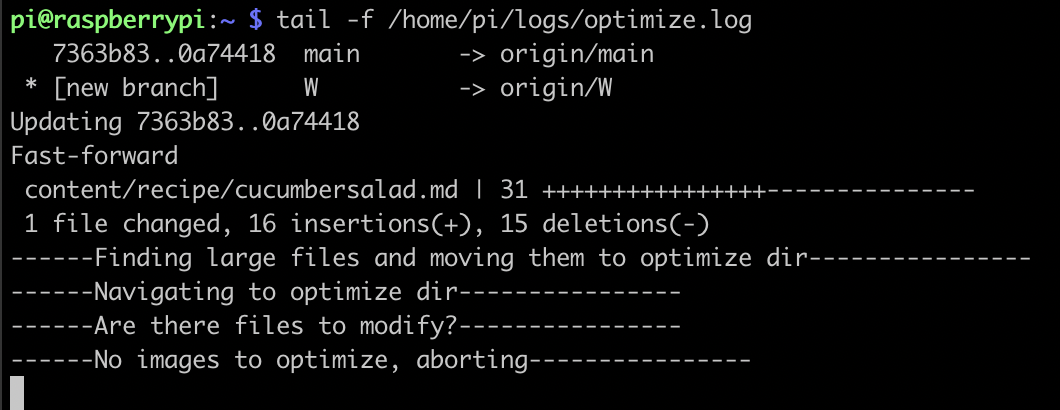 pi@raspberrypi:~ $ tail -f /home/pi/logs/optimize.log
   7363b83..0a74418  main       -> origin/main
 * [new branch]      W          -> origin/W
Updating 7363b83..0a74418
Fast-forward
 content/recipe/cucumbersalad.md | 31 ++++++++++++++++---------------
 1 file changed, 16 insertions(+), 15 deletions(-)
------Finding large files and moving them to optimize dir----------------
------Navigating to optimize dir----------------
------Are there files to modify?----------------
------No images to optimize, aborting----------------